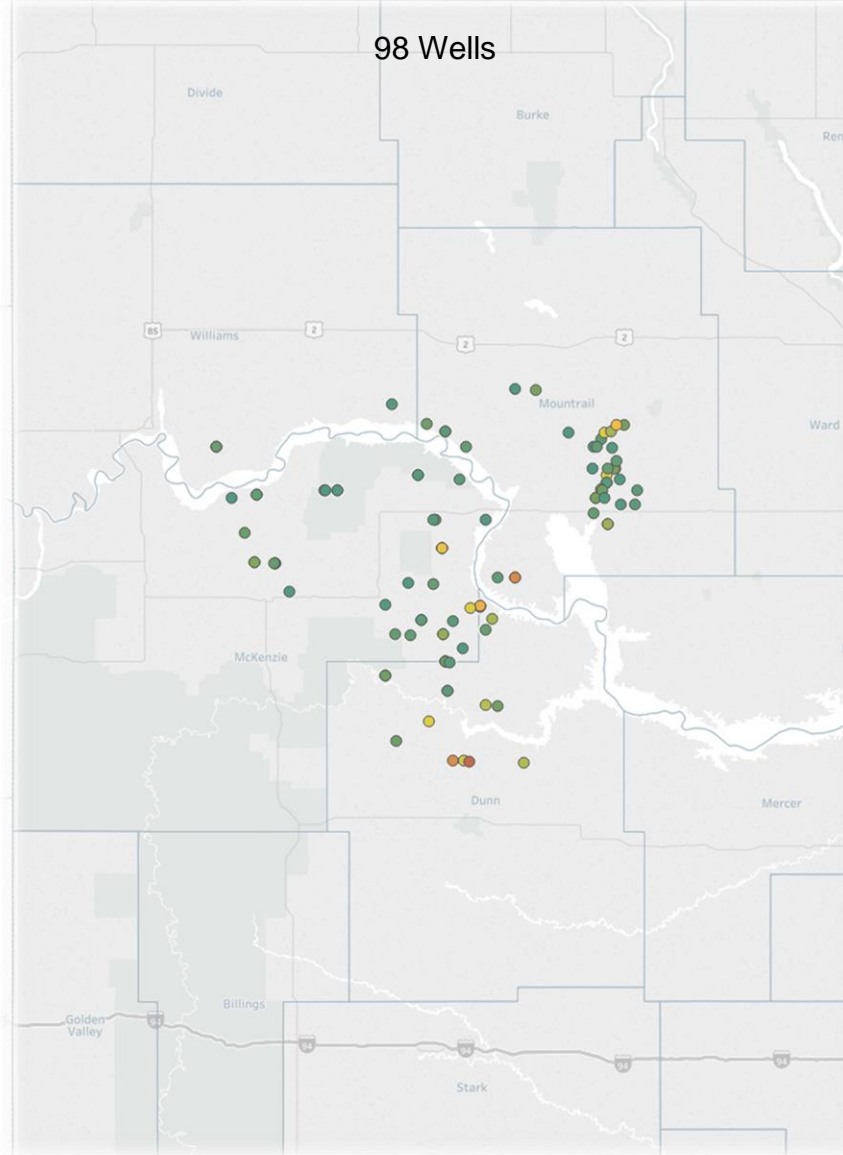 98 Wells
Divide
Burke
Ren
85
Williams
2
2
2
Mountrail
Ward
McKenzie
Dunn
Mercer
Billings
Golden
Valley
94
94
94
94
94
Stark